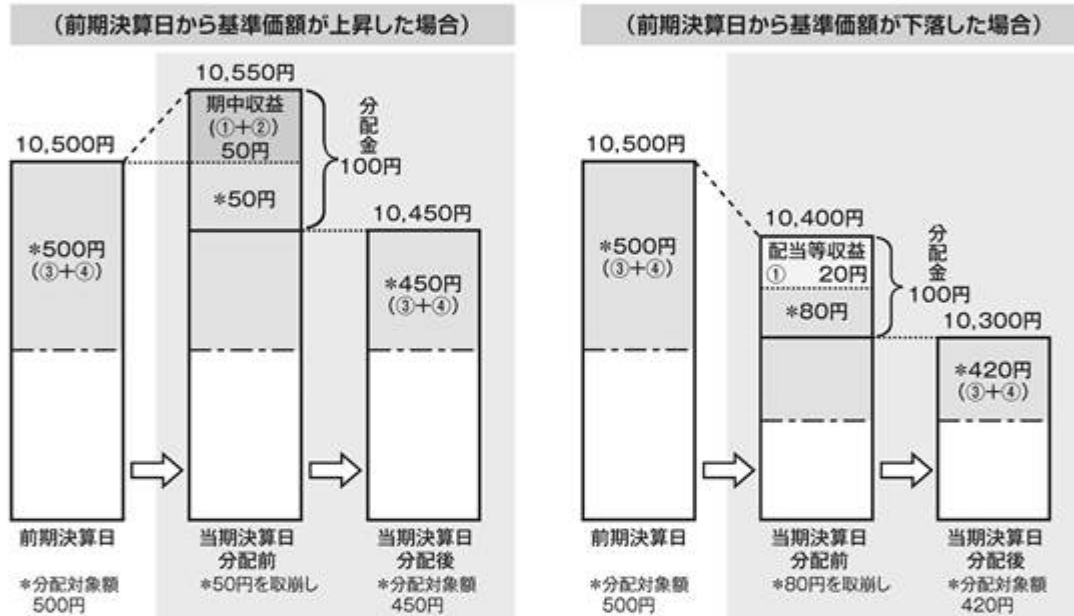 (前期決算日から基準価額が上昇した場合)
10,550円
期中収益
(①+②)
50円
*50円
分配金
100円
10,500円
*500円
(③+④)
10,450円
*450円
(③+④)
前期決算日
当期決算日
分配前
当期決算日
分配後
*分配対象額
500円
*50円を取崩し
*分配対象額
450円
(前期決算日から基準価額が下落した場合)
10,500円
*500円
(③+④)
10,400円
配当等収益
① 20円
*80円
分配金
100円
10,300円
*420円
(③+④)
前期決算日
当期決算日
分配前
当期決算日
分配後
*分配対象額
500円
*80円を取崩し
*分配対象額
420円